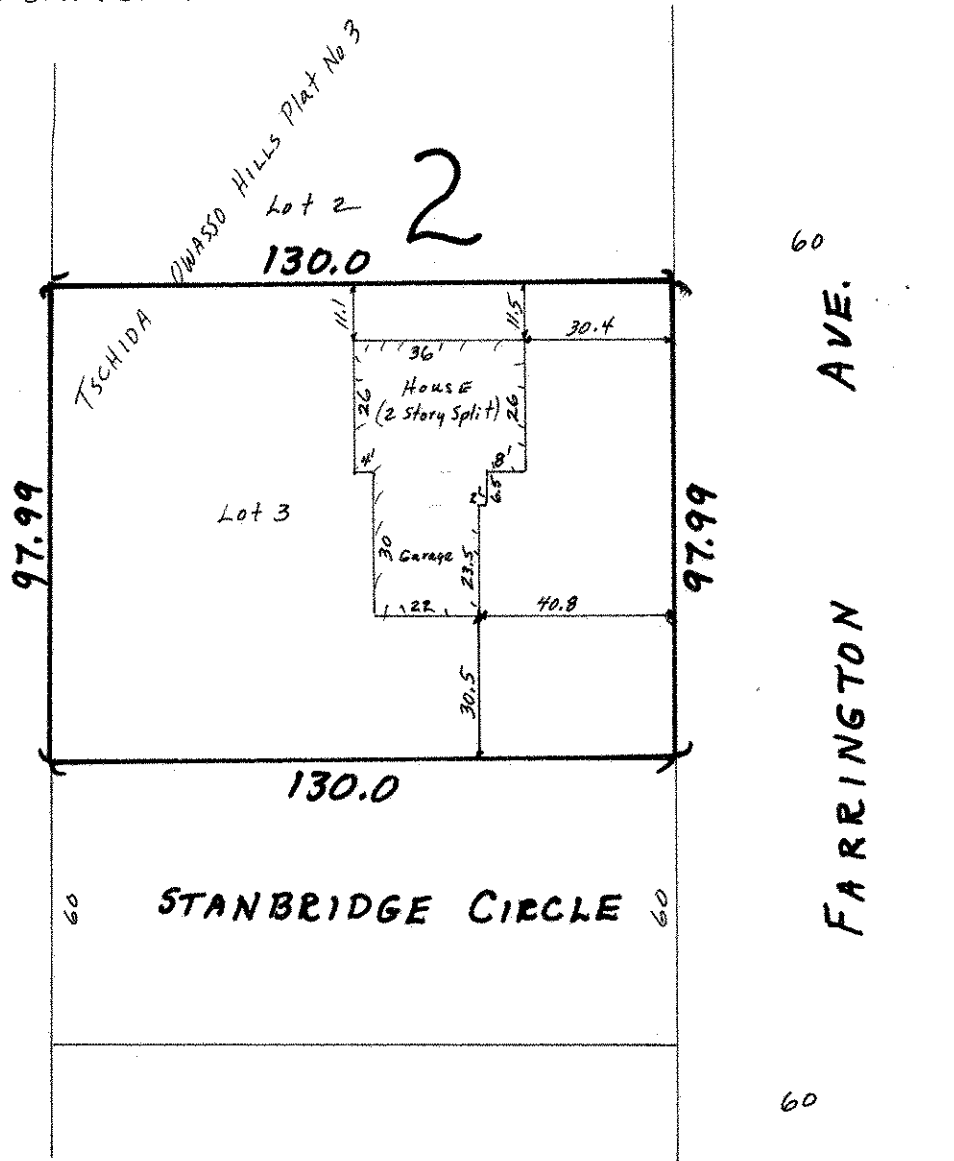 TSCHIDA OWASSO HILLS Plat No 3
Lot 2
2
130.0
60
AVE.
11.1
11.5
30.4
36'
House
(2 Story Split)
26
26
4'
8'
6.5
2'
97.99
Lot 3
97.99
30
Garage
23.5
22
40.8
30.5
130.0
FARRINGTON
60
STANBRIDGE CIRCLE
60
60